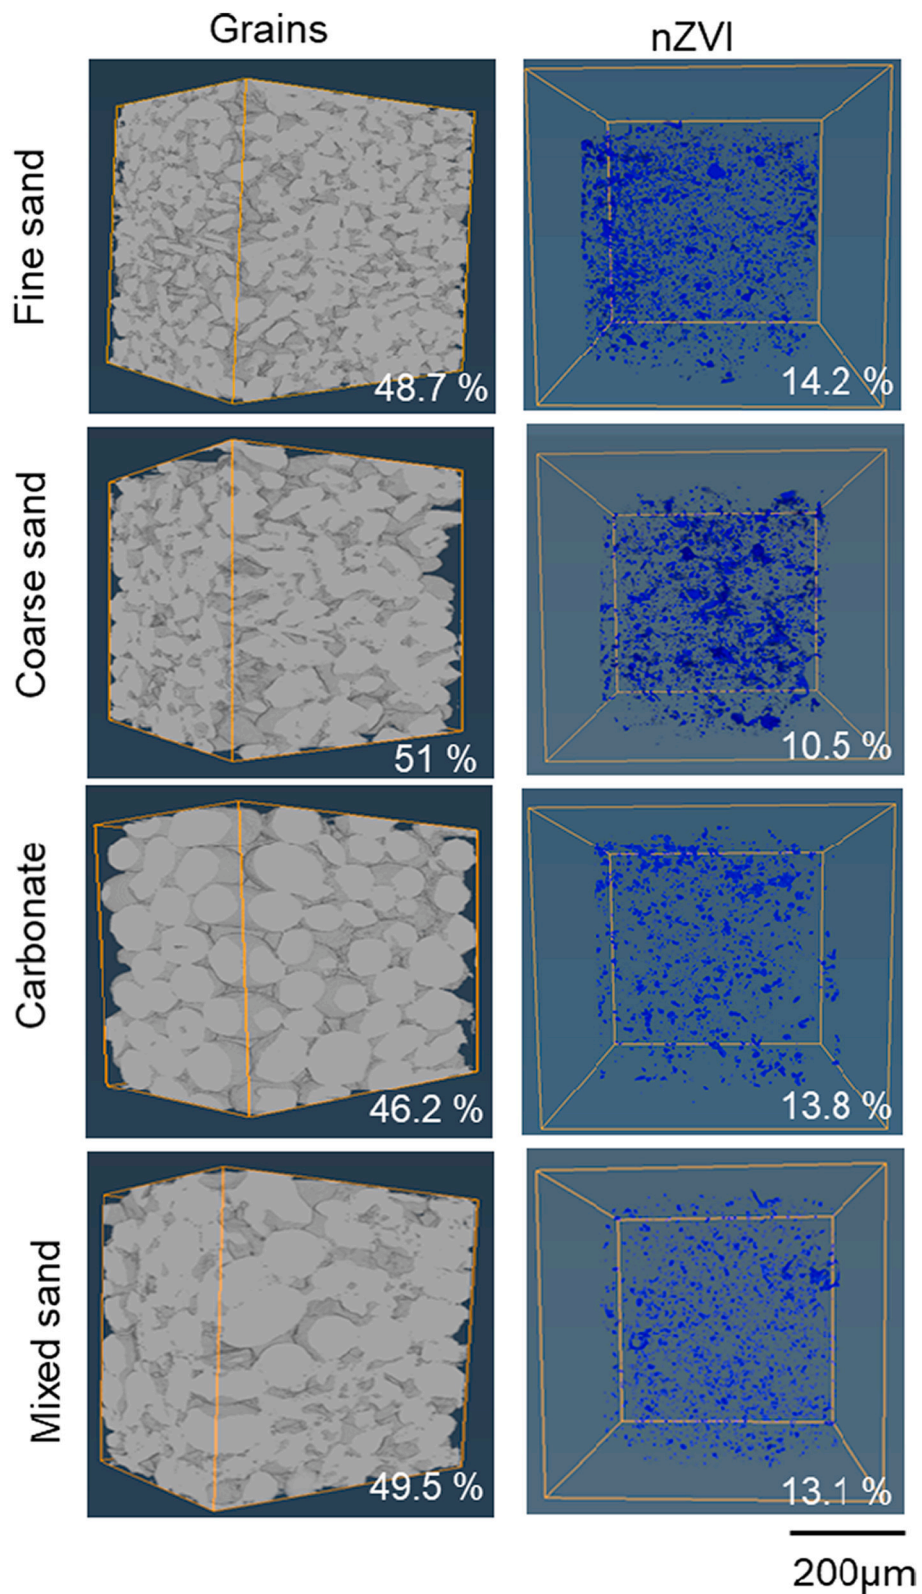 Grains
nZVI
Fine sand
48.7 %
14.2 %
Coarse sand
51 %
10.5 %
Carbonate
46.2 %
13.8 %
Mixed sand
49.5 %
13.1 %
200µm